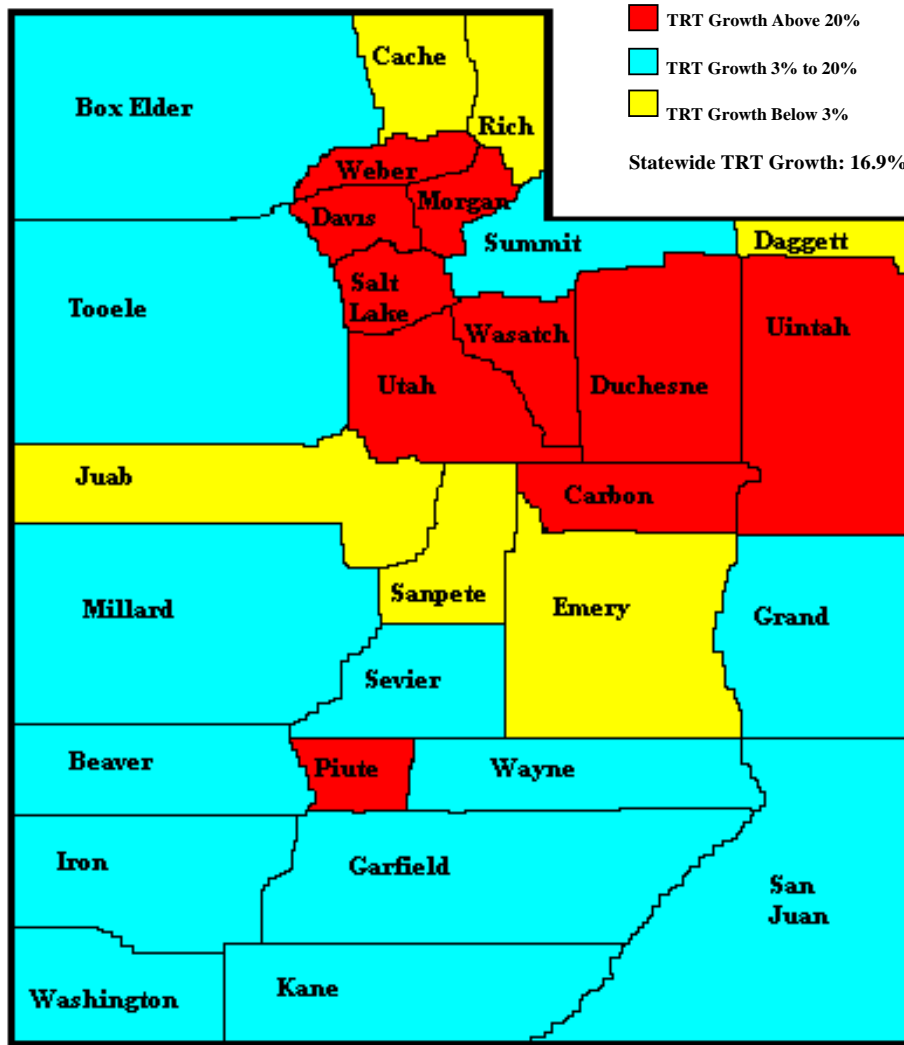 TRT Growth Above 20%
TRT Growth 3% to 20%
TRT Growth Below 3%
Statewide TRT Growth: 16.9%
Cache
Box Elder
Rich
Weber
Morgan
Davis
Summit
Daggett
Salt
Lake
Tooele
Wasatch
Uintah
Utah
Duchesne
Juab
Carbon
Sanpete
Emery
Millard
Grand
Sevier
Beaver
Piute
Wayne
Iron
Garfield
San
Juan
Kane
Washington